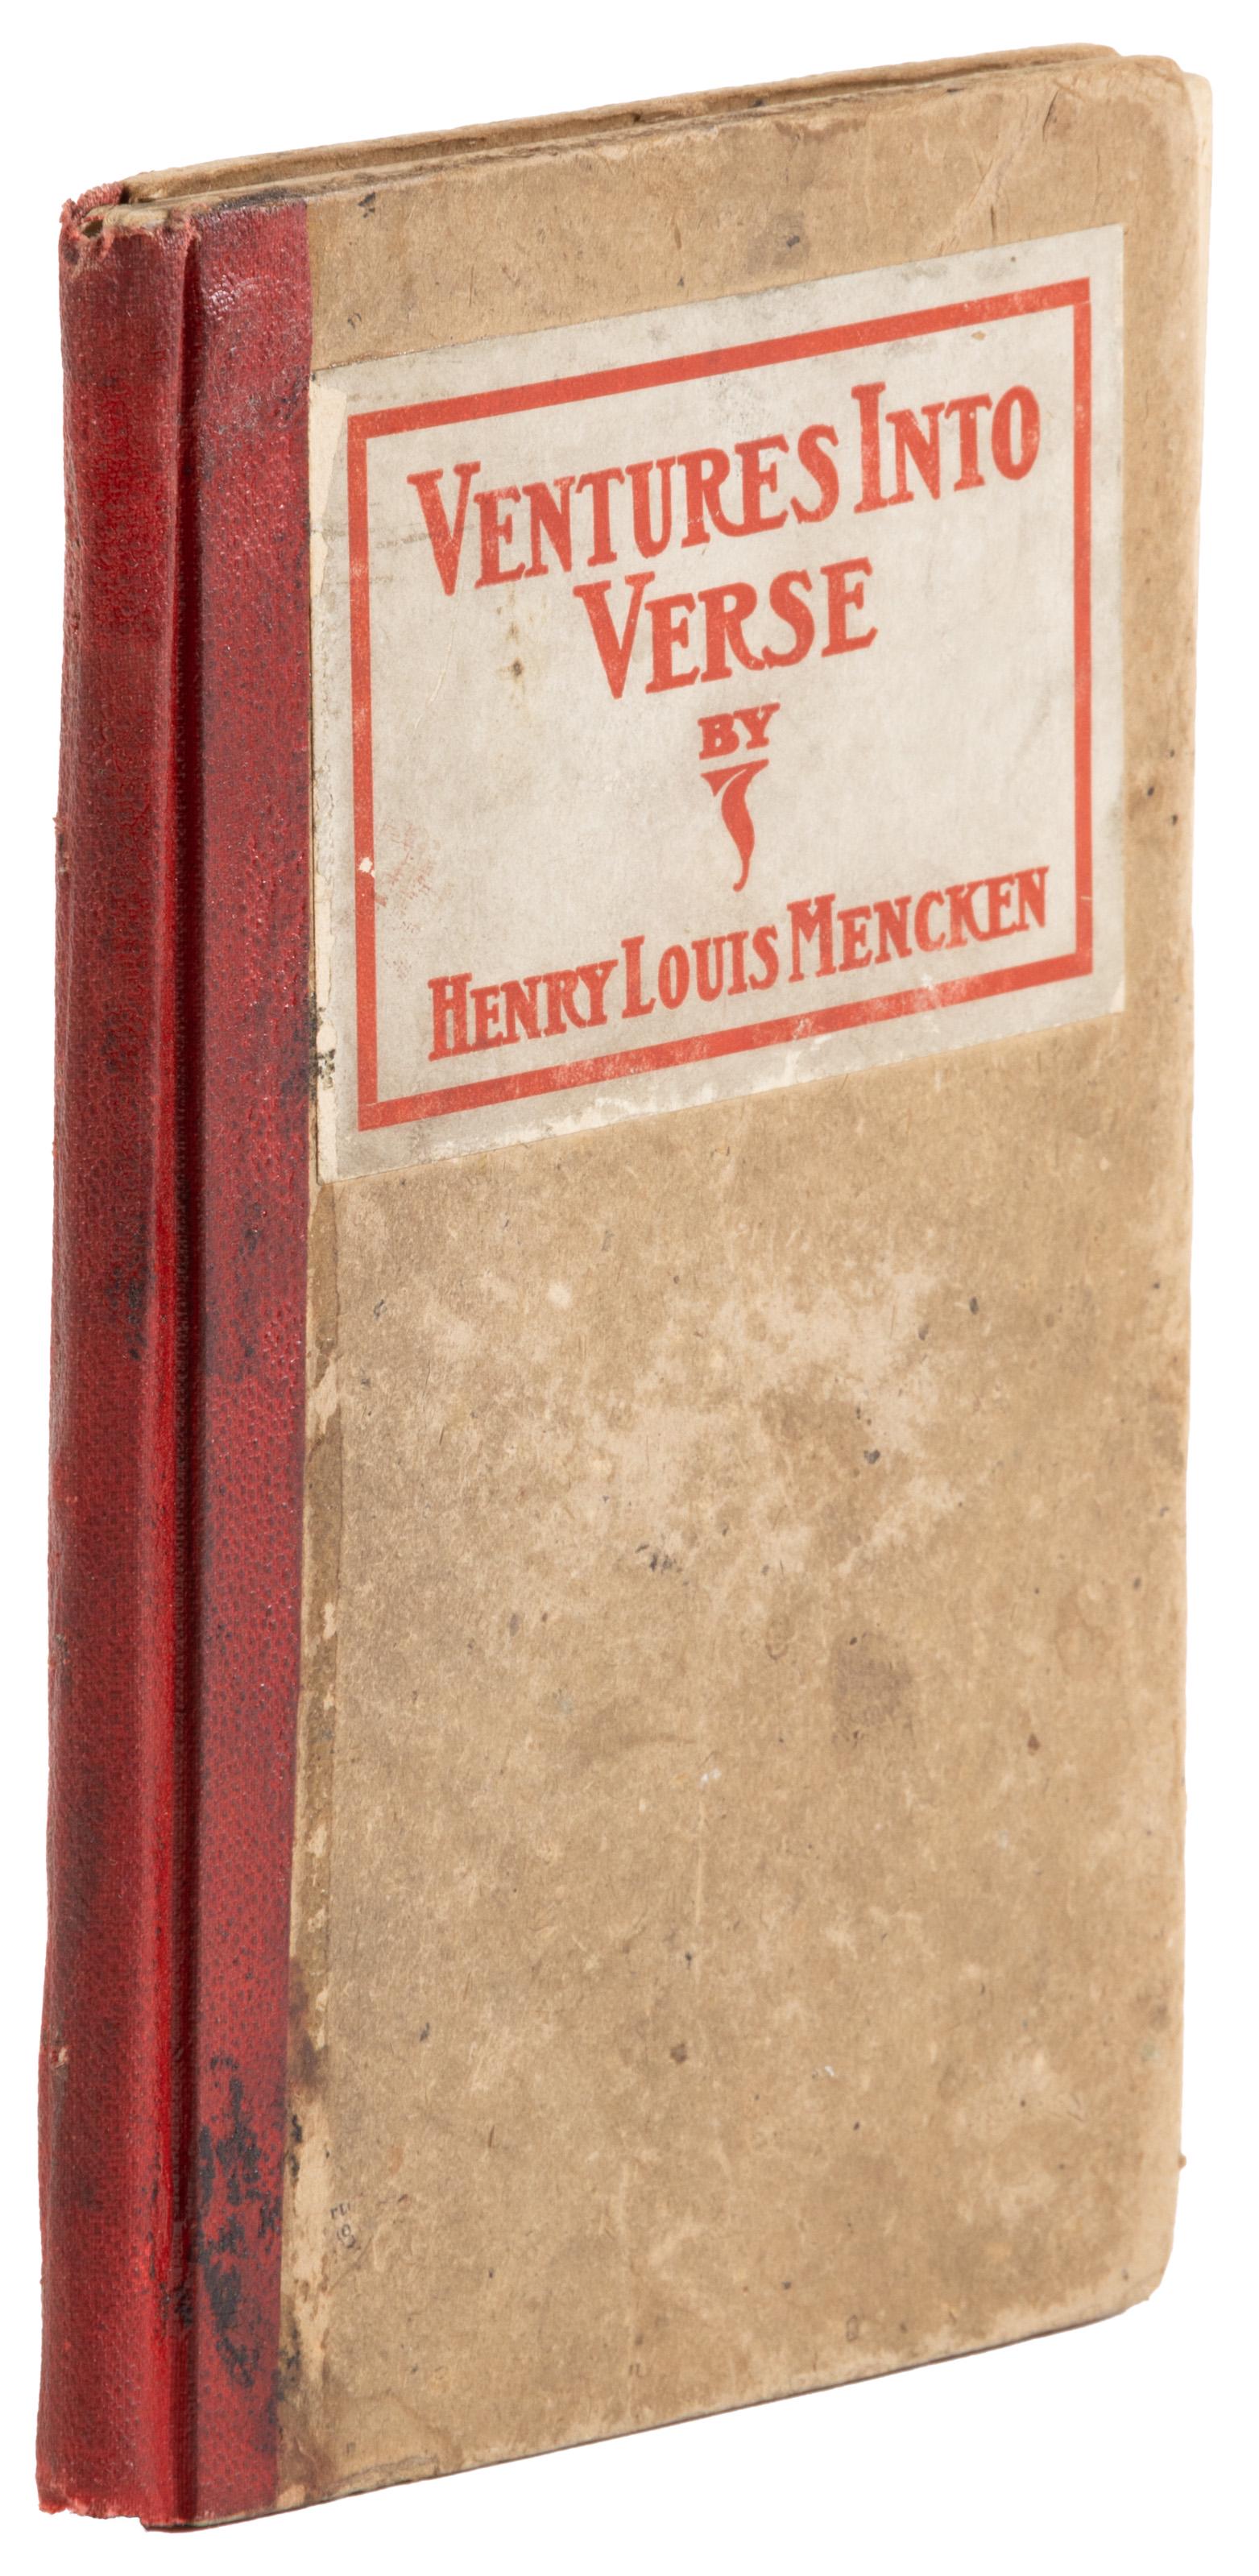 VENTURES INTO
VERSE
BY
HENRY LOUIS MENCKEN